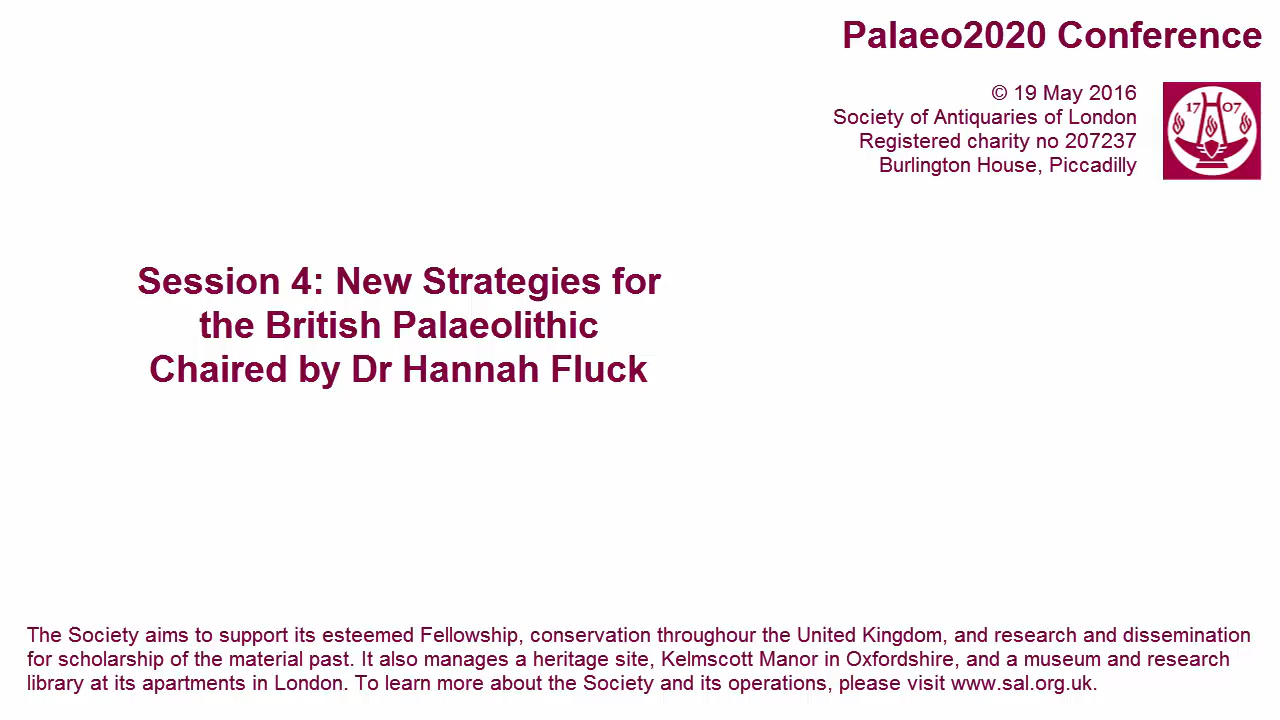 Palaeo2020 Conference
© 19 May 2016
Society of Antiquaries of London
Registered charity no 207237
Burlington House, Piccadilly
17 07
Session 4: New Strategies for
the British Palaeolithic
Chaired by Dr Hannah Fluck
The Society aims to support its esteemed Fellowship, conservation throughour the United Kingdom, and research and dissemination
for scholarship of the material past. It also manages a heritage site, Kelmscott Manor in Oxfordshire, and a museum and research
library at its apartments in London. To learn more about the Society and its operations, please visit www.sal.org.uk.